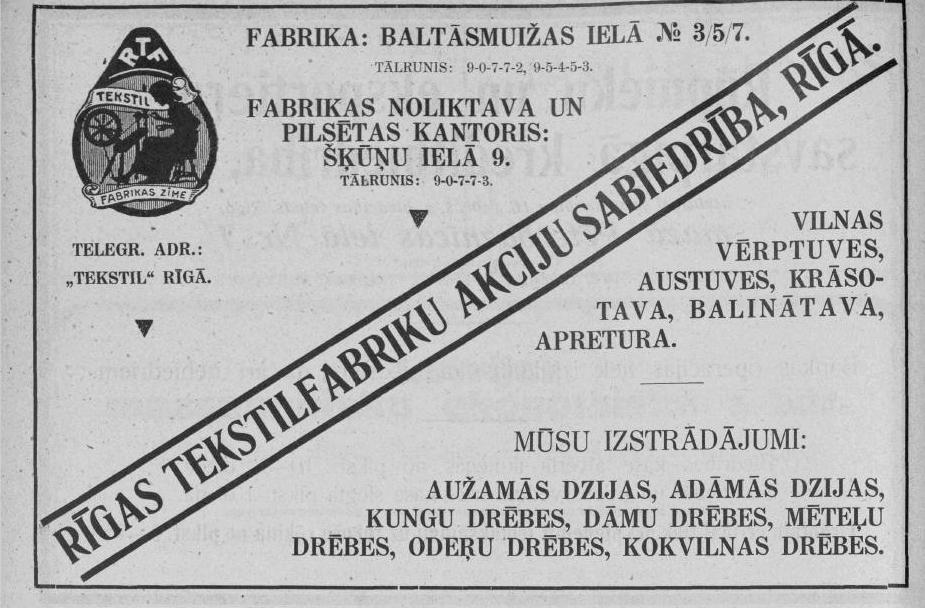 RTF
TEKSTIL
FABRIKAS ZIME
FABRIKA: BALTĀSMUIŽAS IELĀ № 3/5/7.
TĀLRUNIS: 9-0-7-7-2, 9-5-4-5-3.
FABRIKAS NOLIKTAVA UN
PILSĒTAS KANTORIS:
ŠĶŪŅU IELĀ 9.
TĀLRUNIS: 9-0-7-7-3.
TELEGR. ADR.:
„TEKSTIL“ RĪGĀ.
RĪGAS TEKSTILFABRIKU AKCIJU SABIEDRĪBA, RĪGĀ.
VILNAS
VĒRPTUVES,
AUSTUVES, KRĀSO-
TAVA, BALINĀTAVA,
APRETURA.
MŪSU IZSTRĀDĀJUMI:
AUŽAMĀS DZIJAS, ADĀMĀS DZIJAS,
KUNGU DRĒBES, DĀMU DRĒBES, MĒTEĻU
DRĒBES, ODERU DRĒBES, KOKVILNAS DRĒBES.